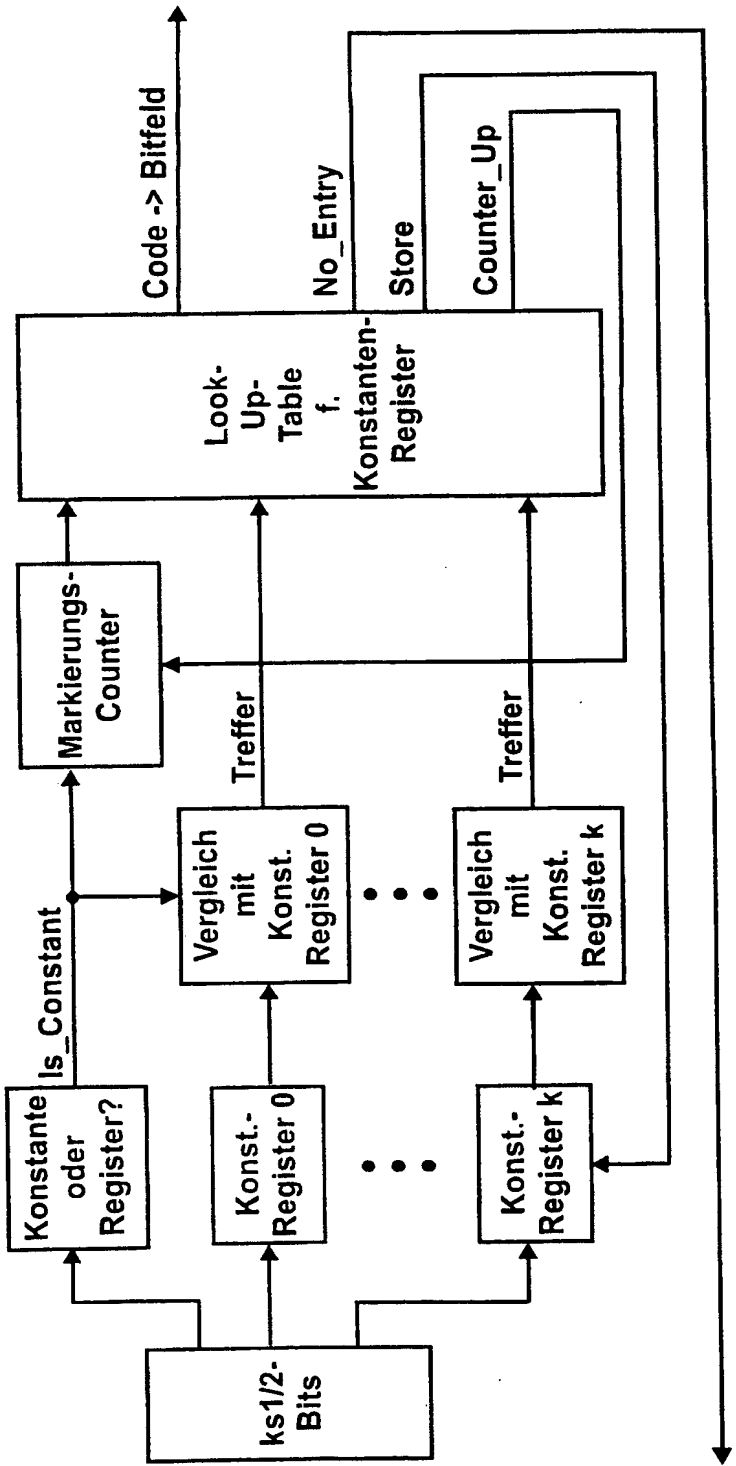 ks1/2-
Bits
Konstante
oder
Register?
Is_Constant
Konst.-
Register 0
Konst.-
Register k
Vergleich
mit
Konst.
Register 0
Vergleich
mit
Konst.
Register k
Treffer
Treffer
Markierungs-
Counter
Look-
Up-
Table
f.
Konstanten-
Register
Code -> Bitfeld
No_Entry
Store
Counter_Up